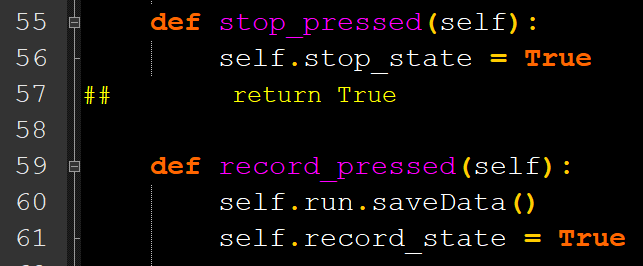 55 def stop_pressed(self):
56 self.stop_state = True
57 ## return True
58
59 def record_pressed(self):
60 self.run.saveData()
61 self.record_state = True